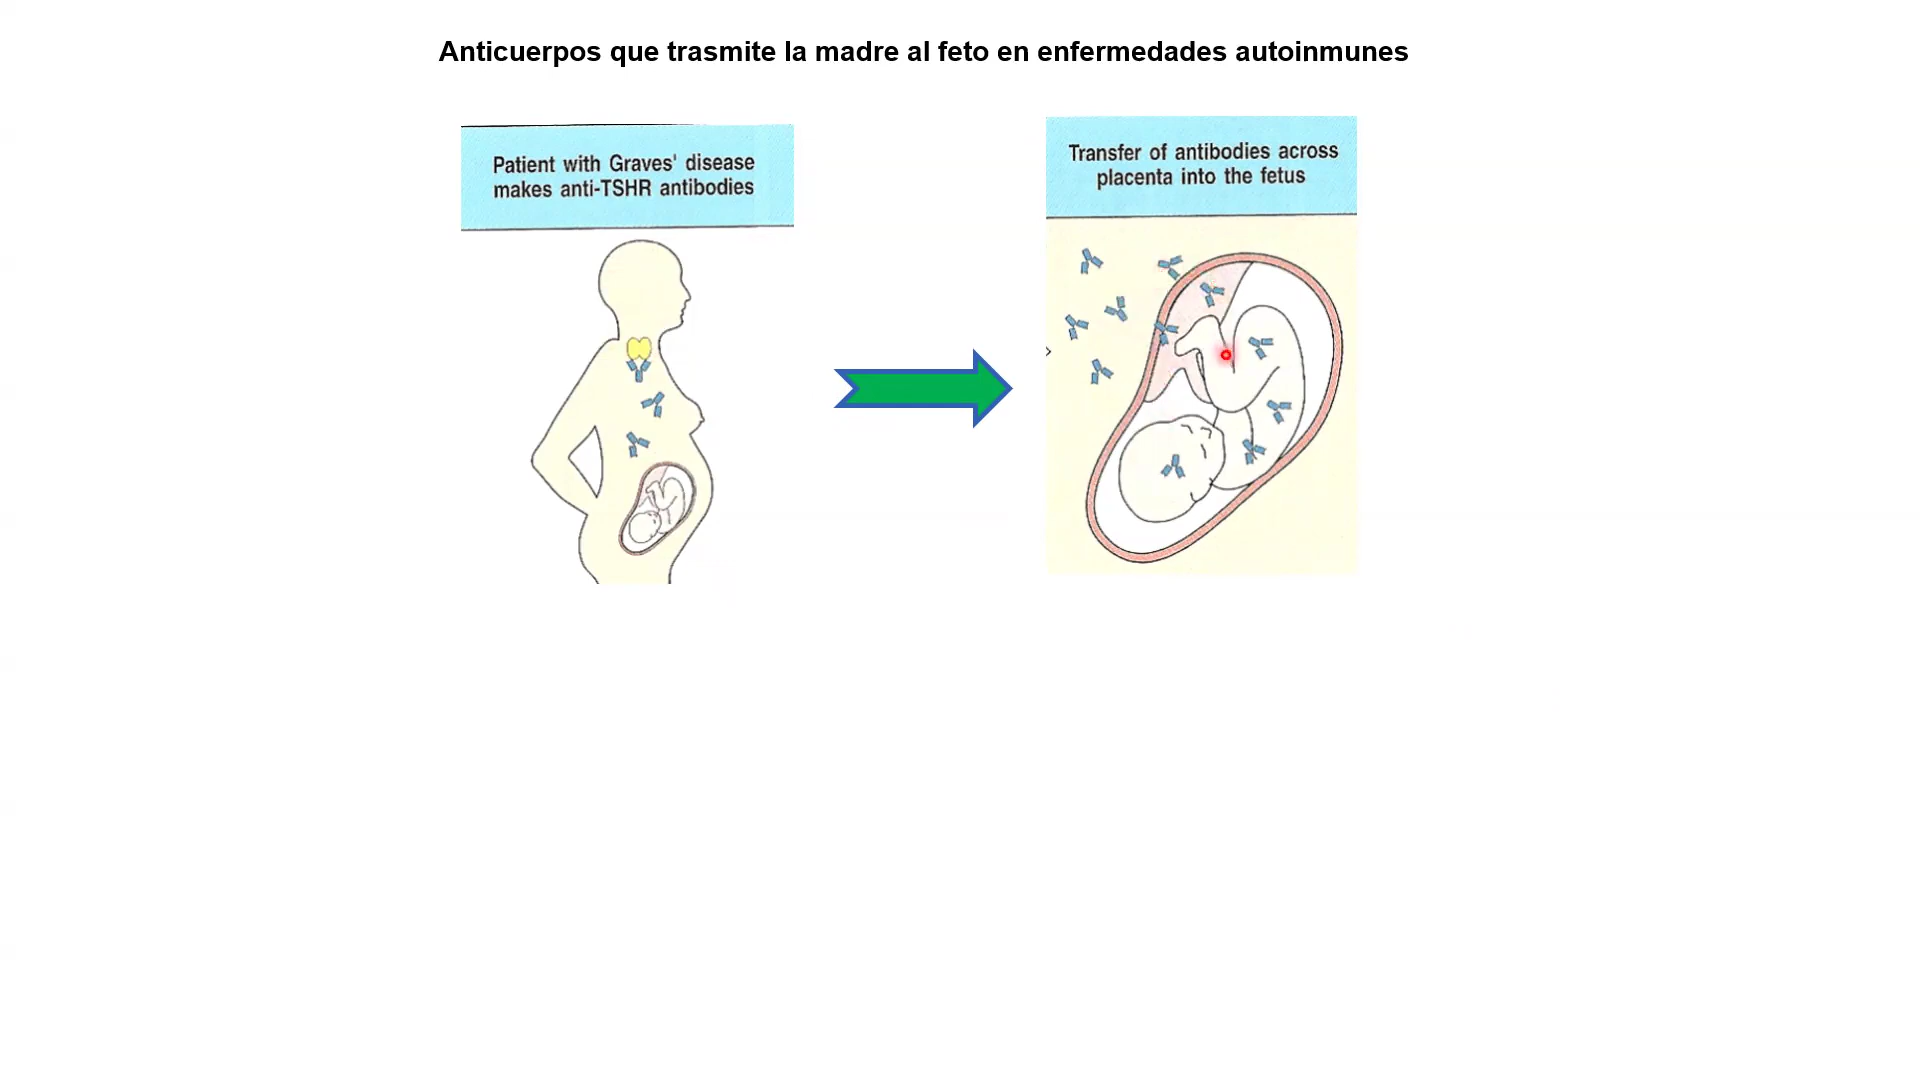 Anticuerpos que trasmite la madre al feto en enfermedades autoinmunes
Patient with Graves' disease
makes anti-TSHR antibodies
Transfer of antibodies across
placenta into the fetus